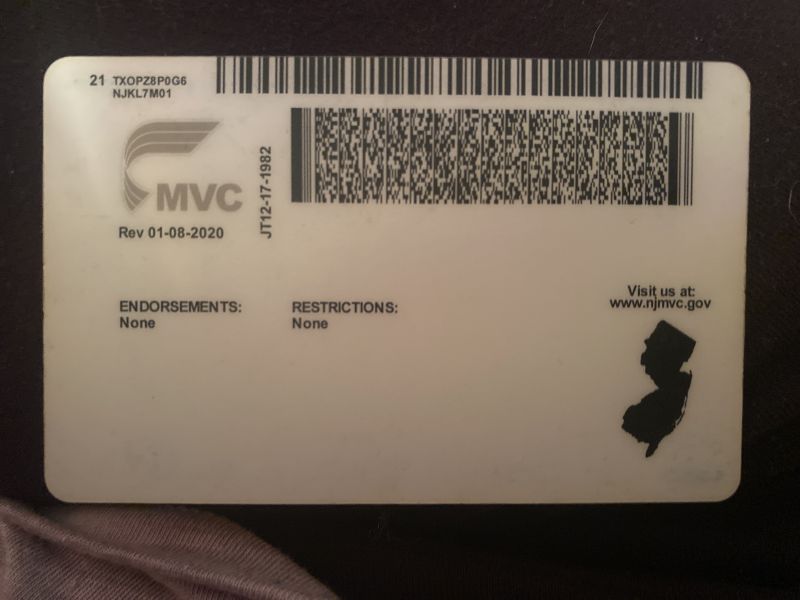 21 TXOPZ8P0G6
NJKL7M01
MVC
Rev 01-08-2020
JT12-17-1982
ENDORSEMENTS:
None
RESTRICTIONS:
None
Visit us at:
www.njmvc.gov